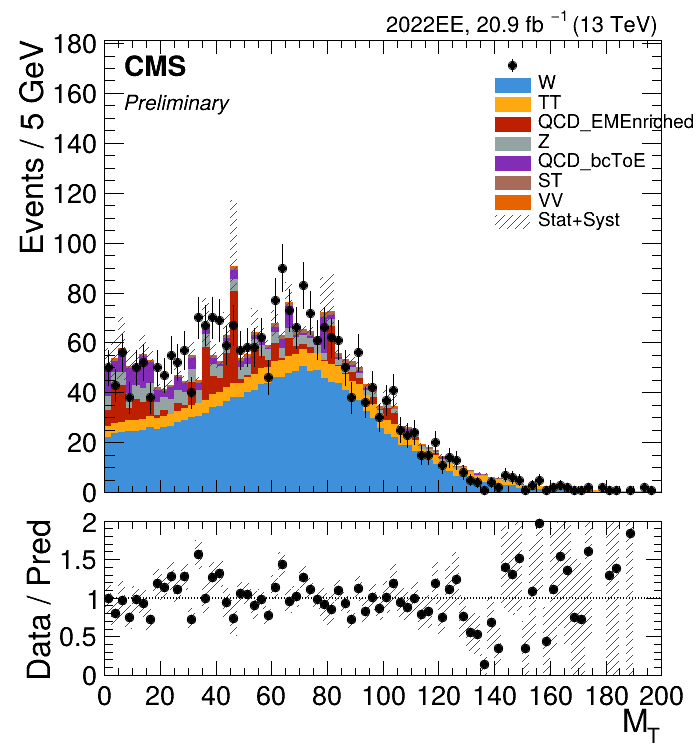 2022EE, 20.9 fb⁻¹ (13 TeV)
CMS
Preliminary
W
TT
QCD_EMEnriched
Z
QCD_bcToE
ST
VV
Stat+Syst
Events / 5 GeV
180
160
140
120
100
80
60
40
20
0
Data / Pred
2
1.5
1
0.5
0
0 20 40 60 80 100 120 140 160 180 200
M_T